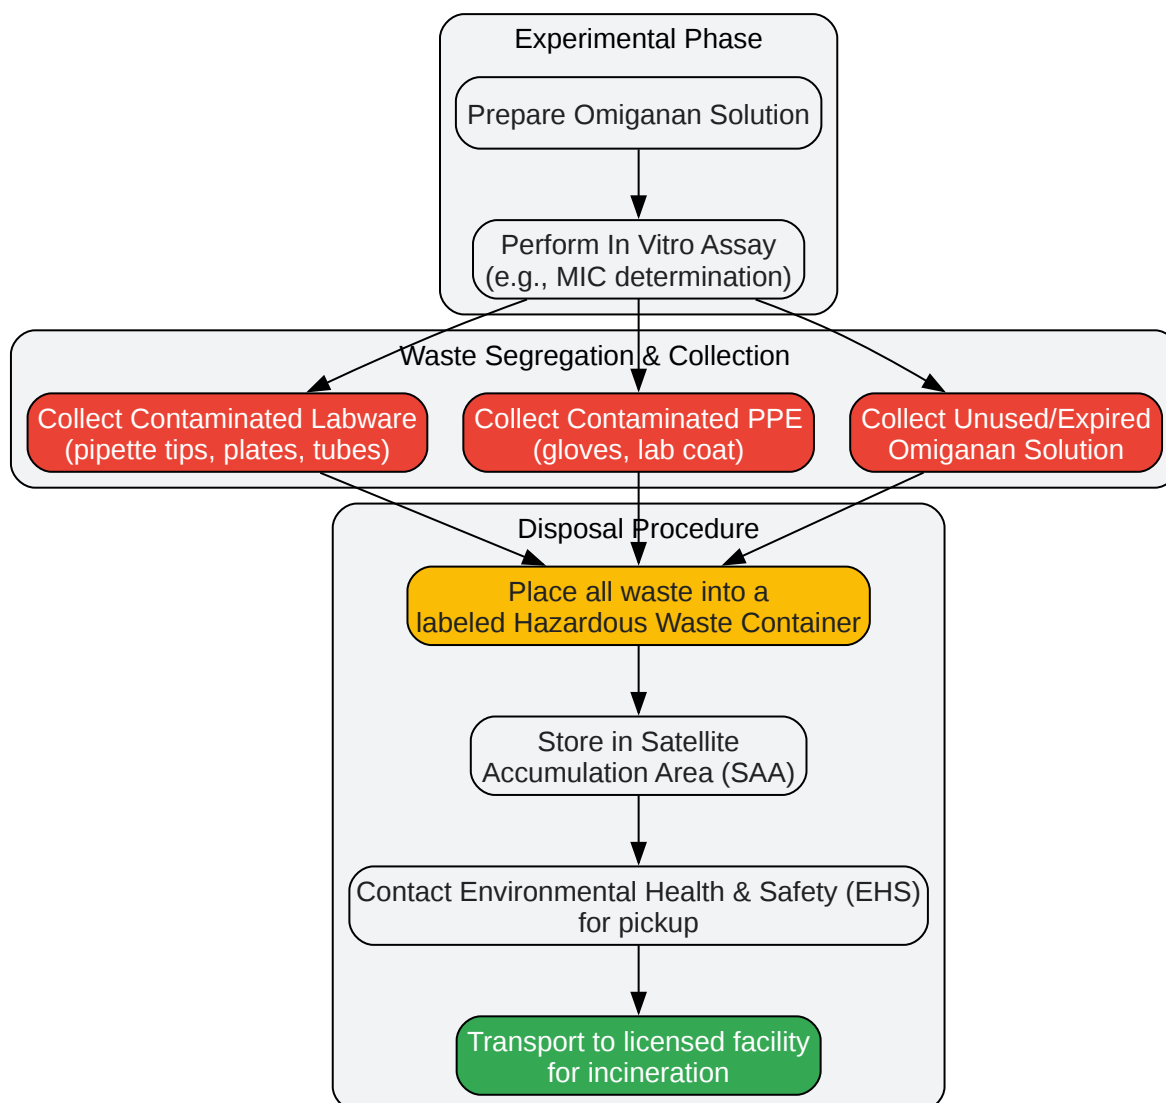 Experimental Phase
Prepare Omiganan Solution
Perform In Vitro Assay
(e.g., MIC determination)
Waste Segregation & Collection
Collect Contaminated Labware
(pipette tips, plates, tubes)
Collect Contaminated PPE
(gloves, lab coat)
Collect Unused/Expired
Omiganan Solution
Disposal Procedure
Place all waste into a
labeled Hazardous Waste Container
Store in Satellite
Accumulation Area (SAA)
Contact Environmental Health & Safety (EHS)
for pickup
Transport to licensed facility
for incineration